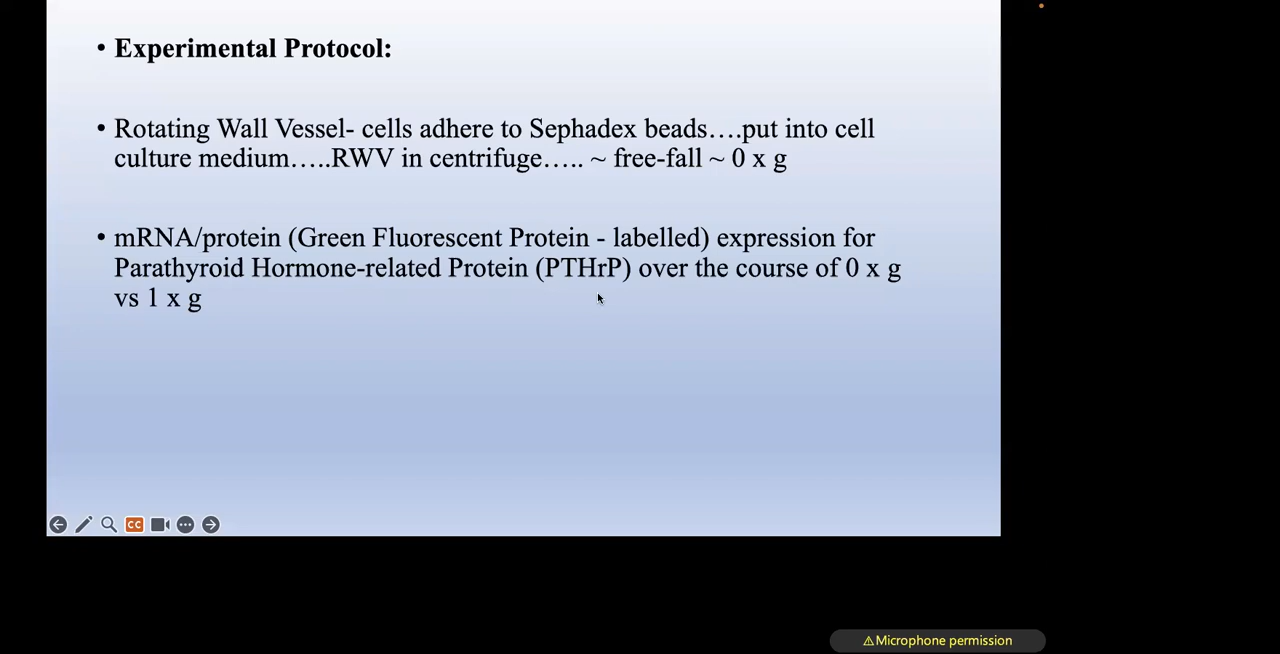 • Experimental Protocol:
• Rotating Wall Vessel- cells adhere to Sephadex beads….put into cell
culture medium…..RWV in centrifuge….. ~ free-fall ~ 0 x g
• mRNA/protein (Green Fluorescent Protein - labelled) expression for
Parathyroid Hormone-related Protein (PTHrP) over the course of 0 x g
vs 1 x g
CC
⚠Microphone permission